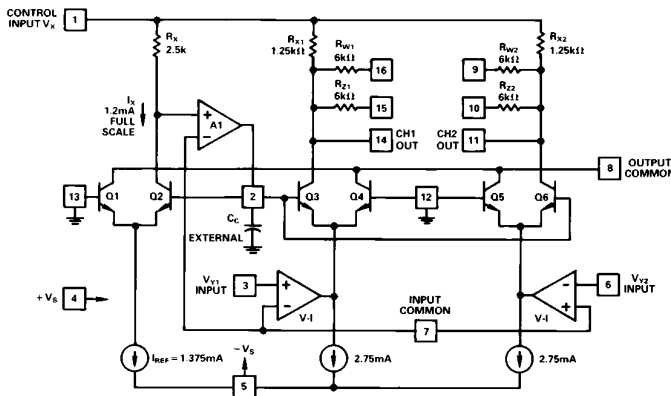 CONTROL
INPUT VX
1
RX
2.5k
RX1
1.25kΩ
RW1
6kΩ
16
RZ1
6kΩ
15
14
CH1
OUT
RX2
1.25kΩ
RW2
6kΩ
9
RZ2
6kΩ
10
CH2
OUT
11
IX
1.2mA
FULL
SCALE
A1
+
−
8
OUTPUT
COMMON
13
Q1
Q2
2
CC
EXTERNAL
Q3
Q4
12
Q5
Q6
+VS
4
VY1
INPUT
3
+
−
V-I
INPUT
COMMON
7
VY2
INPUT
6
−
+
V-I
IREF = 1.375mA
−VS
5
2.75mA
2.75mA